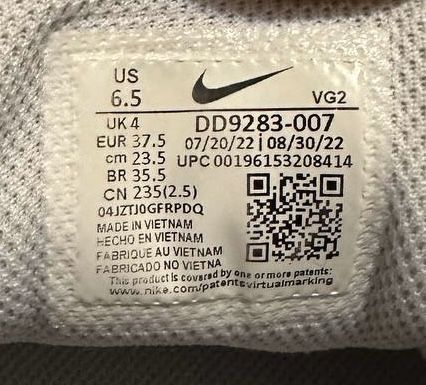 US
6.5
VG2
UK 4
DD9283-007
EUR 37.5
07/20/22 | 08/30/22
cm 23.5
UPC 00196153208414
BR 35.5
CN 235(2.5)
04JZTJ0GFRPDQ
MADE IN VIETNAM
HECHO EN VIETNAM
FABRIQUE AU VIETNAM
FABRICADO NO VIETNA
This product is covered by one or more patents:
www.nike.com/patentsvirtualmarking